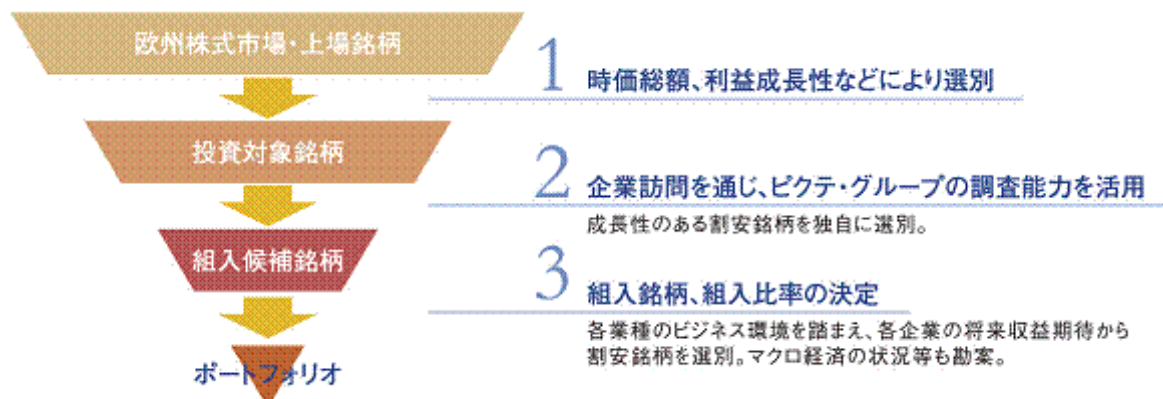 欧州株式市場・上場銘柄
1 時価総額、利益成長性などにより選別
投資対象銘柄
2 企業訪問を通じ、ピクテ・グループの調査能力を活用
成長性のある割安銘柄を独自に選別。
組入候補銘柄
3 組入銘柄、組入比率の決定
各業種のビジネス環境を踏まえ、各企業の将来収益期待から
割安銘柄を選別。マクロ経済の状況等も勘案。
ポートフォリオ